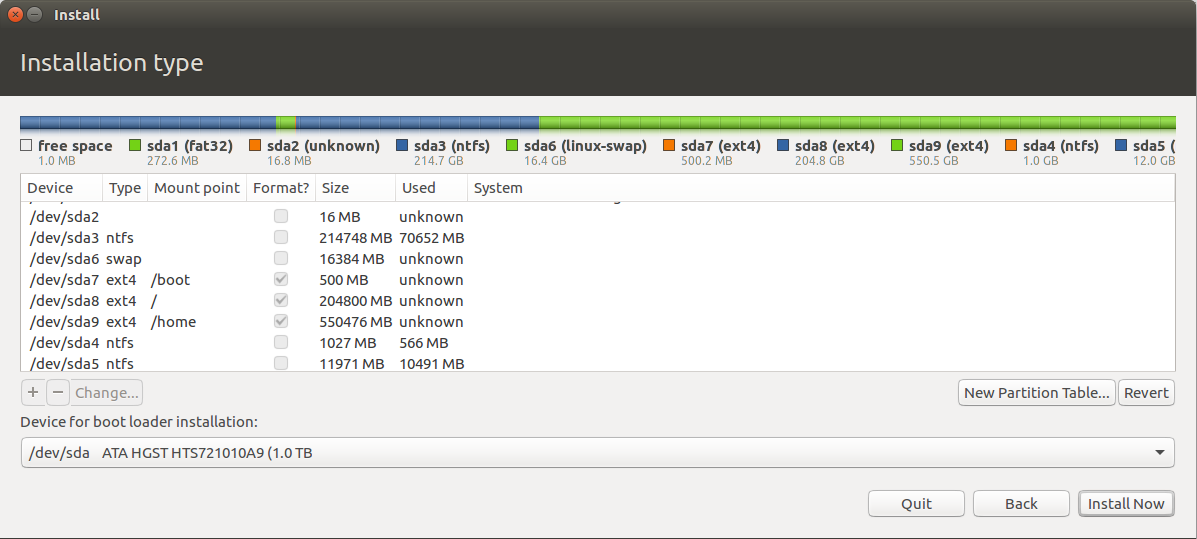 Install
Installation type
free space sda1 (fat32) sda2 (unknown) sda3 (ntfs) sda6 (linux-swap) sda7 (ext4) sda8 (ext4) sda9 (ext4) sda4 (ntfs) sda5 (
1.0 MB 272.6 MB 16.8 MB 214.7 GB 16.4 GB 500.2 MB 204.8 GB 550.5 GB 1.0 GB 12.0 GB
Device Type Mount point Format? Size Used System
/dev/sda2 16 MB unknown
/dev/sda3 ntfs 214748 MB 70652 MB
/dev/sda6 swap 16384 MB unknown
/dev/sda7 ext4 /boot 500 MB unknown
/dev/sda8 ext4 / 204800 MB unknown
/dev/sda9 ext4 /home 550476 MB unknown
/dev/sda4 ntfs 1027 MB 566 MB
/dev/sda5 ntfs 11971 MB 10491 MB
+ − Change... New Partition Table... Revert
Device for boot loader installation:
/dev/sda ATA HGST HTS721010A9 (1.0 TB
Quit Back Install Now